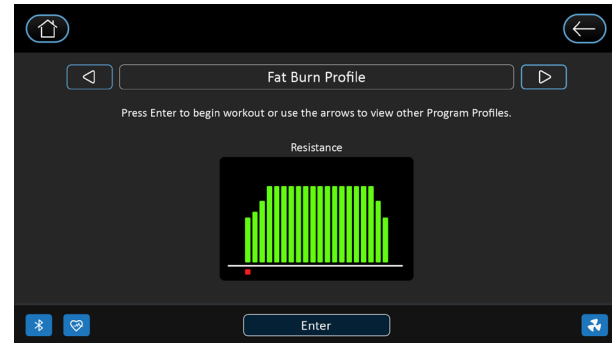 Fat Burn Profile
Press Enter to begin workout or use the arrows to view other Program Profiles.
Resistance
Enter